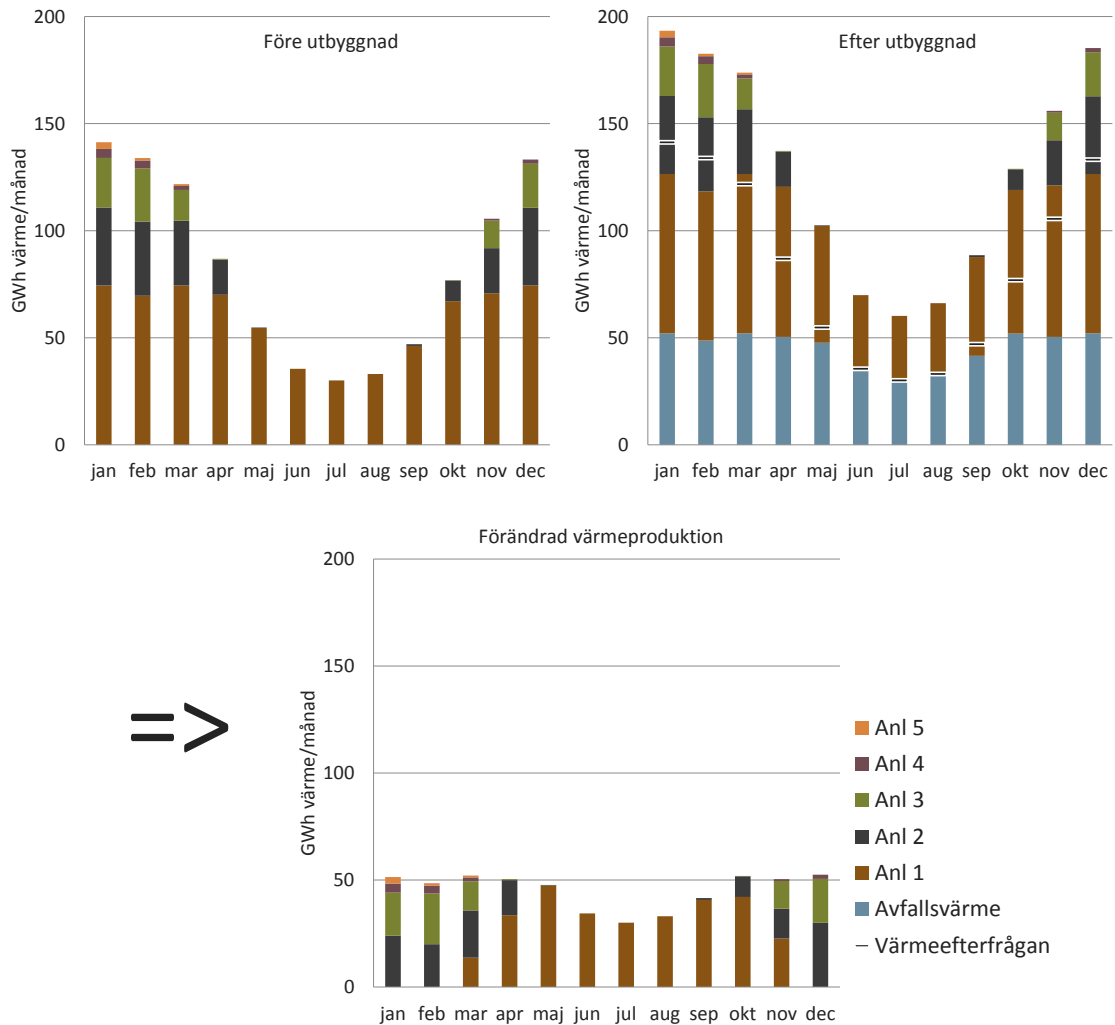 Före utbyggnad
GWh värme/månad
200
150
100
50
0
jan feb mar apr maj jun jul aug sep okt nov dec
Efter utbyggnad
GWh värme/månad
200
150
100
50
0
jan feb mar apr maj jun jul aug sep okt nov dec
=>
Förändrad värmeproduktion
GWh värme/månad
200
150
100
50
0
jan feb mar apr maj jun jul aug sep okt nov dec
Anl 5
Anl 4
Anl 3
Anl 2
Anl 1
Avfallsvärme
Värmeefterfrågan